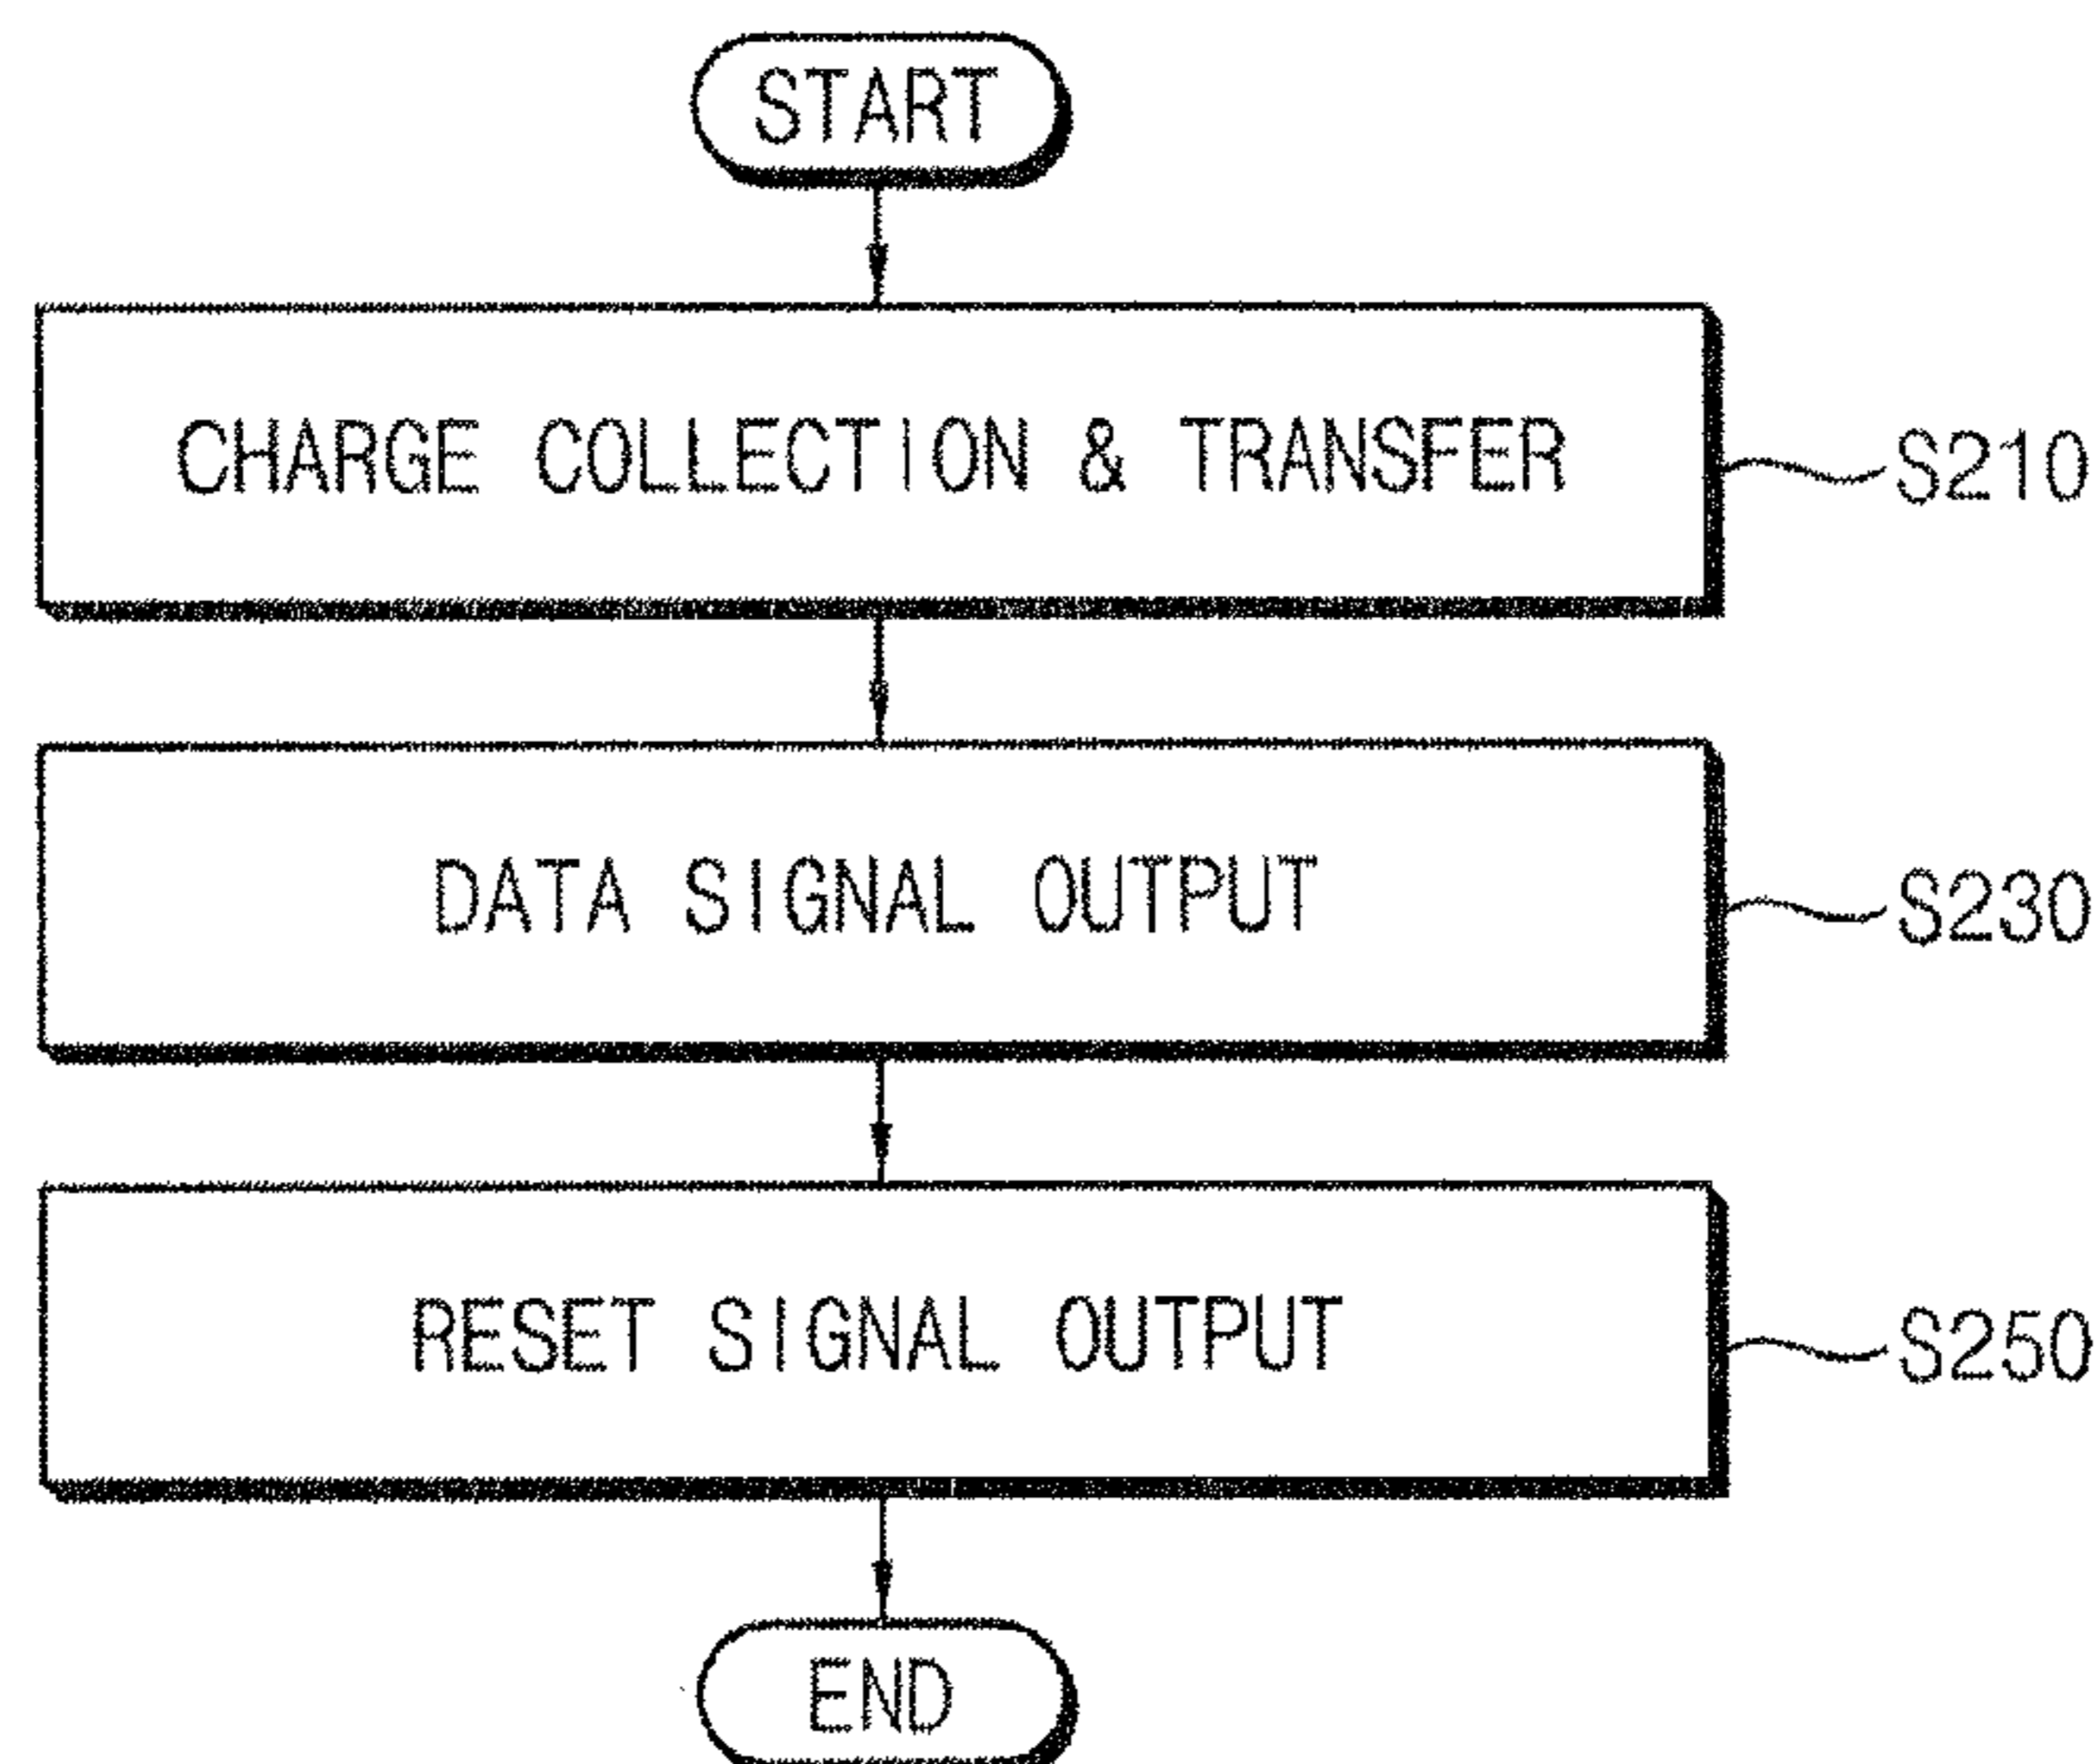 START
CHARGE COLLECTION & TRANSFER
S210
DATA SIGNAL OUTPUT
S230
RESET SIGNAL OUTPUT
S250
END